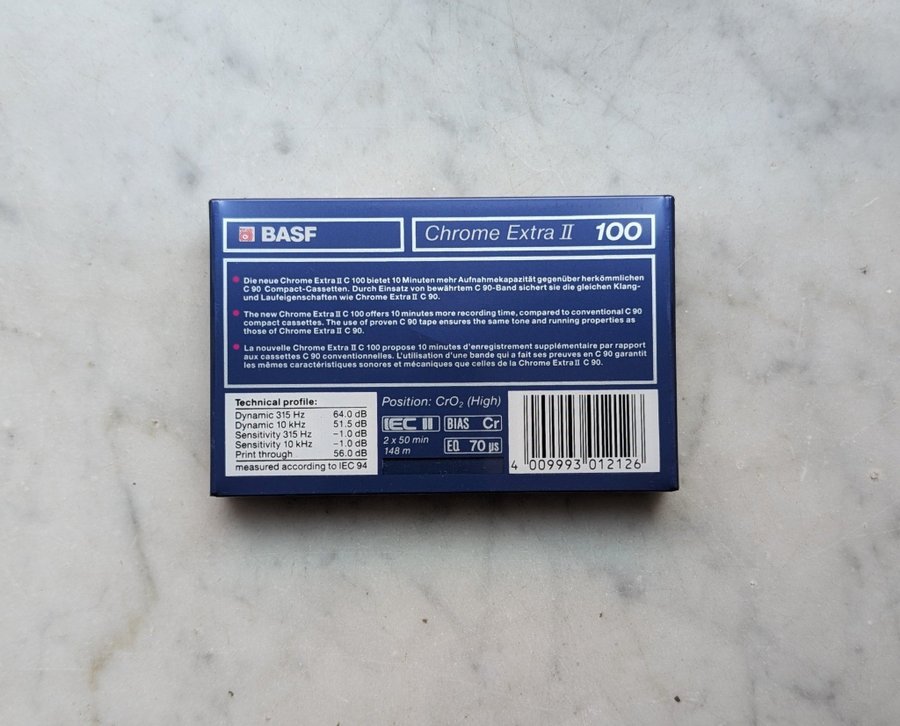 BASF
Chrome Extra II 100
Die neue Chrome Extra II C 100 bietet 10 Minuten mehr Aufnahmekapazität gegenüber herkömmlichen
C 90 Compact-Cassetten. Durch Einsatz von bewährtem C 90-Band sichert sie die gleichen Klang-
und Laufeigenschaften wie Chrome Extra II C 90.
The new Chrome Extra II C 100 offers 10 minutes more recording time, compared to conventional C 90
compact cassettes. The use of proven C 90 tape ensures the same tone and running properties as
those of Chrome Extra II C 90.
La nouvelle Chrome Extra II C 100 propose 10 minutes d'enregistrement supplémentaire par rapport
aux cassettes C 90 conventionnelles. L'utilisation d'une bande qui a fait ses preuves en C 90 garantit
les mêmes caractéristiques sonores et mécaniques que celles de la Chrome Extra II C 90.
Technical profile:
Dynamic 315 Hz 64.0 dB
Dynamic 10 kHz 51.5 dB
Sensitivity 315 Hz -1.0 dB
Sensitivity 10 kHz -1.0 dB
Print through 56.0 dB
measured according to IEC 94
Position: CrO₂ (High)
IEC II BIAS Cr
2 x 50 min
148 m
EQ 70 µs
4 009993 012126